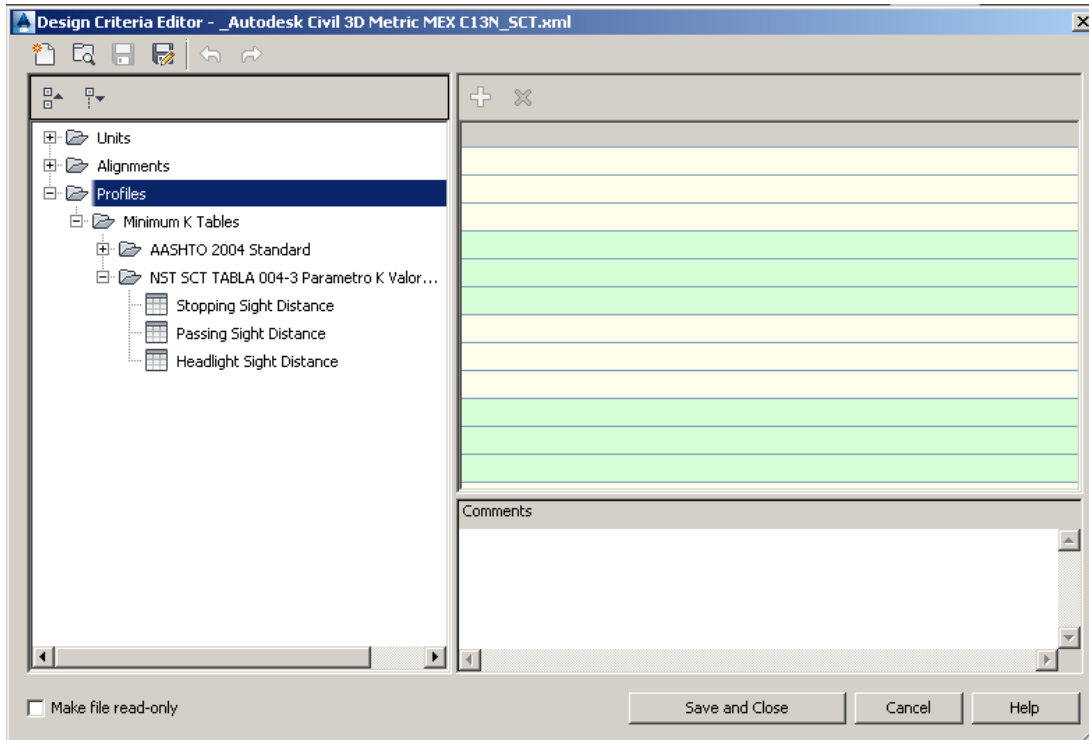 Design Criteria Editor - _Autodesk Civil 3D Metric MEX C13N_SCT.xml
Units
Alignments
Profiles
Minimum K Tables
AASHTO 2004 Standard
NST SCT TABLA 004-3 Parametro K Valor...
Stopping Sight Distance
Passing Sight Distance
Headlight Sight Distance
Comments
Make file read-only
Save and Close
Cancel
Help